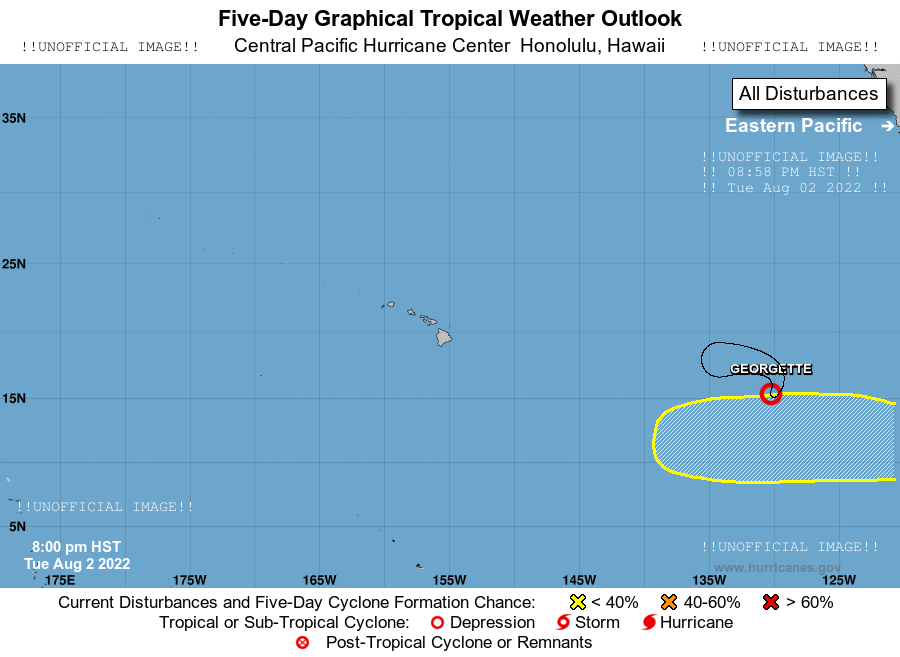 Five-Day Graphical Tropical Weather Outlook
!!UNOFFICIAL IMAGE!! Central Pacific Hurricane Center Honolulu, Hawaii !!UNOFFICIAL IMAGE!!
All Disturbances
35N
Eastern Pacific
!!UNOFFICIAL IMAGE!!
!! 08:58 PM HST !!
!! Tue Aug 02 2022 !!
25N
GEORGETTE
15N
!!UNOFFICIAL IMAGE!!
5N
8:00 pm HST
Tue Aug 2 2022
!!UNOFFICIAL IMAGE!!
www.hurricanes.gov
175E 175W 165W 155W 145W 135W 125W
Current Disturbances and Five-Day Cyclone Formation Chance: < 40% 40-60% > 60%
Tropical or Sub-Tropical Cyclone: Depression Storm Hurricane
Post-Tropical Cyclone or Remnants